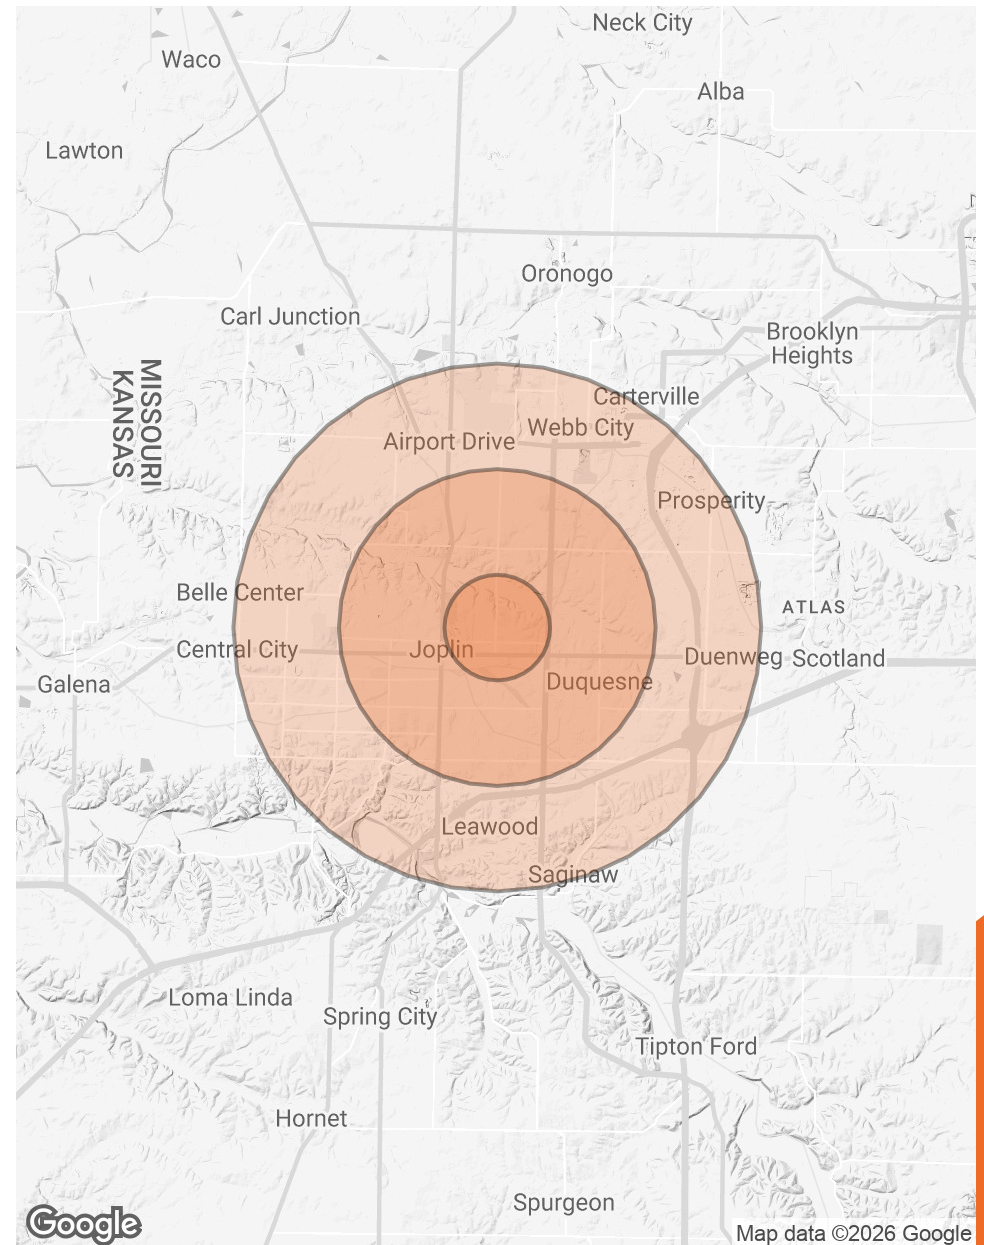 Neck City
Waco
Alba
Lawton
Oronogo
Carl Junction
Brooklyn
Heights
MISSOURI
KANSAS
Carterville
Webb City
Airport Drive
Prosperity
Belle Center
ATLAS
Central City
Joplin
Duenweg
Scotland
Galena
Duquesne
Leawood
Saginaw
Loma Linda
Spring City
Tipton Ford
Hornet
Spurgeon
Google
Map data ©2026 Google